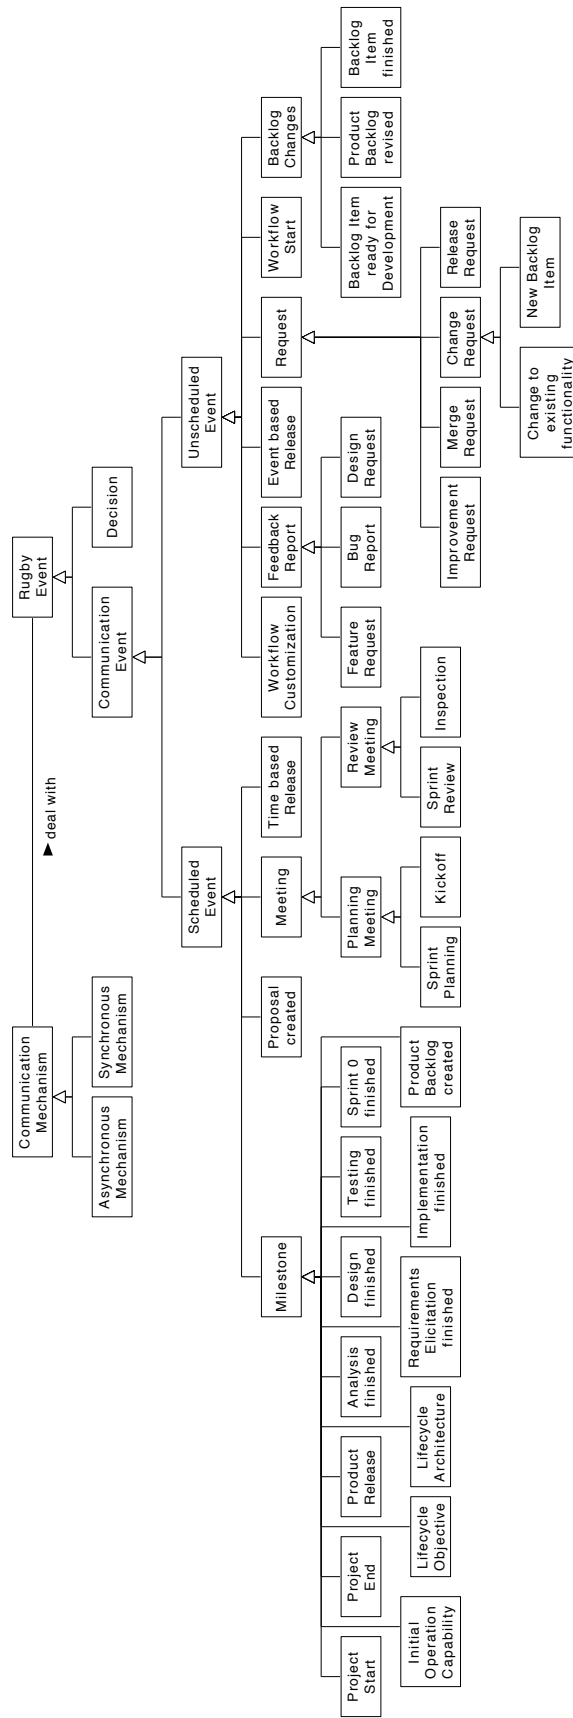 Communication
Mechanism
deal with
Rugby
Event
Asynchronous
Mechanism
Synchronous
Mechanism
Communication
Event
Decision
Scheduled
Event
Unscheduled
Event
Milestone
Proposal
created
Meeting
Time based
Release
Workflow
Customization
Feedback
Report
Event based
Release
Request
Workflow
Start
Backlog
Changes
Project
Start
Project
End
Product
Release
Analysis
finished
Design
finished
Testing
finished
Sprint 0
finished
Planning
Meeting
Review
Meeting
Feature
Request
Bug
Report
Design
Request
Backlog Item
ready for
Development
Product
Backlog
revised
Backlog
Item
finished
Initial
Operation
Capability
Lifecycle
Objective
Lifecycle
Architecture
Requirements
Elicitation
finished
Implementation
finished
Product
Backlog
created
Sprint
Planning
Kickoff
Sprint
Review
Inspection
Improvement
Request
Merge
Request
Change
Request
Release
Request
Change to
existing
functionality
New Backlog
Item